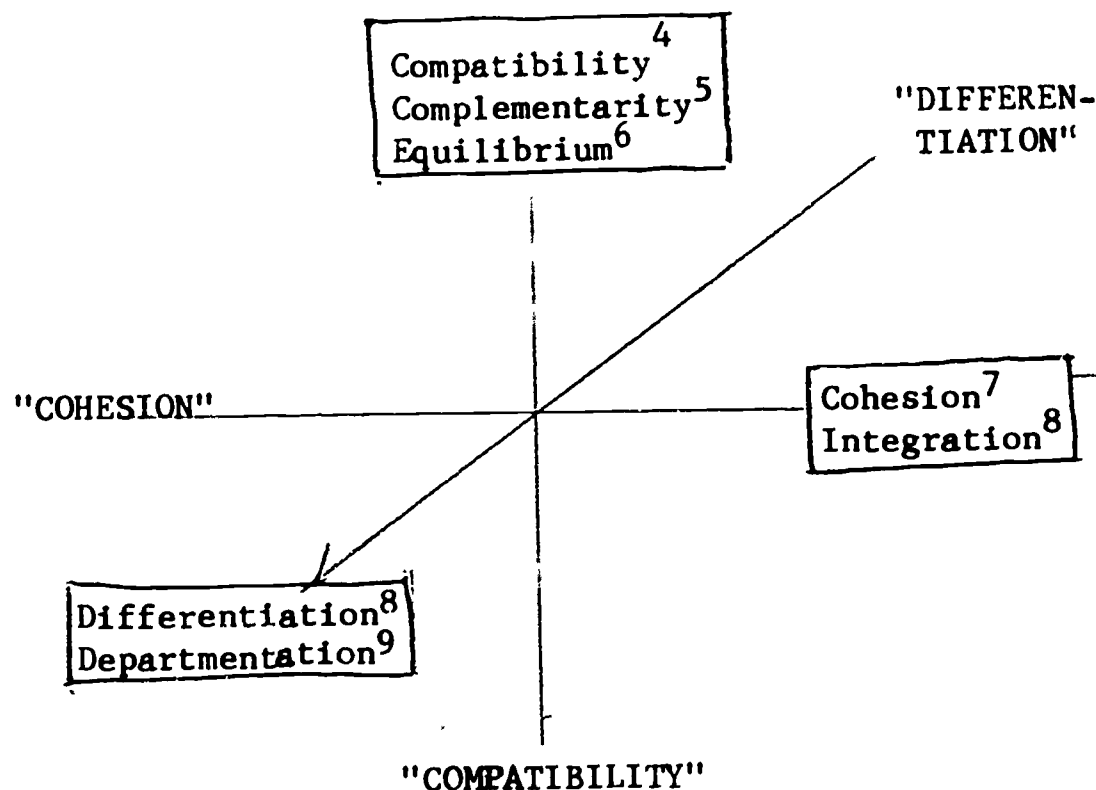 Compatibility⁴
Complementarity⁵
Equilibrium⁶
"DIFFEREN-
TIATION"
"COHESION"
Cohesion⁷
Integration⁸
Differentiation⁸
Departmentation⁹
"COMPATIBILITY"